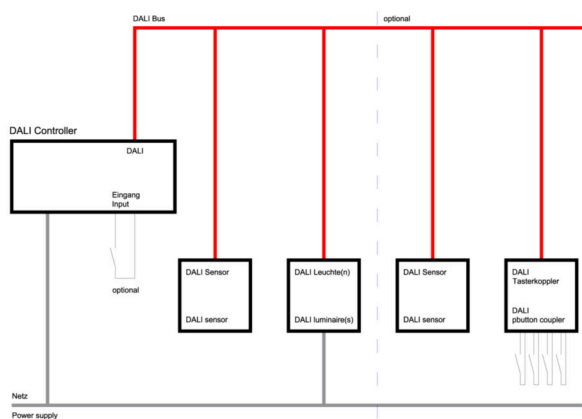 DALI Bus
optional
DALI Controller
DALI
Eingang
Input
optional
DALI Sensor
DALI sensor
DALI Leuchte(n)
DALI luminaire(s)
DALI Sensor
DALI sensor
DALI
Tasterkoppler
DALI
pbutton coupler
Netz
Power supply